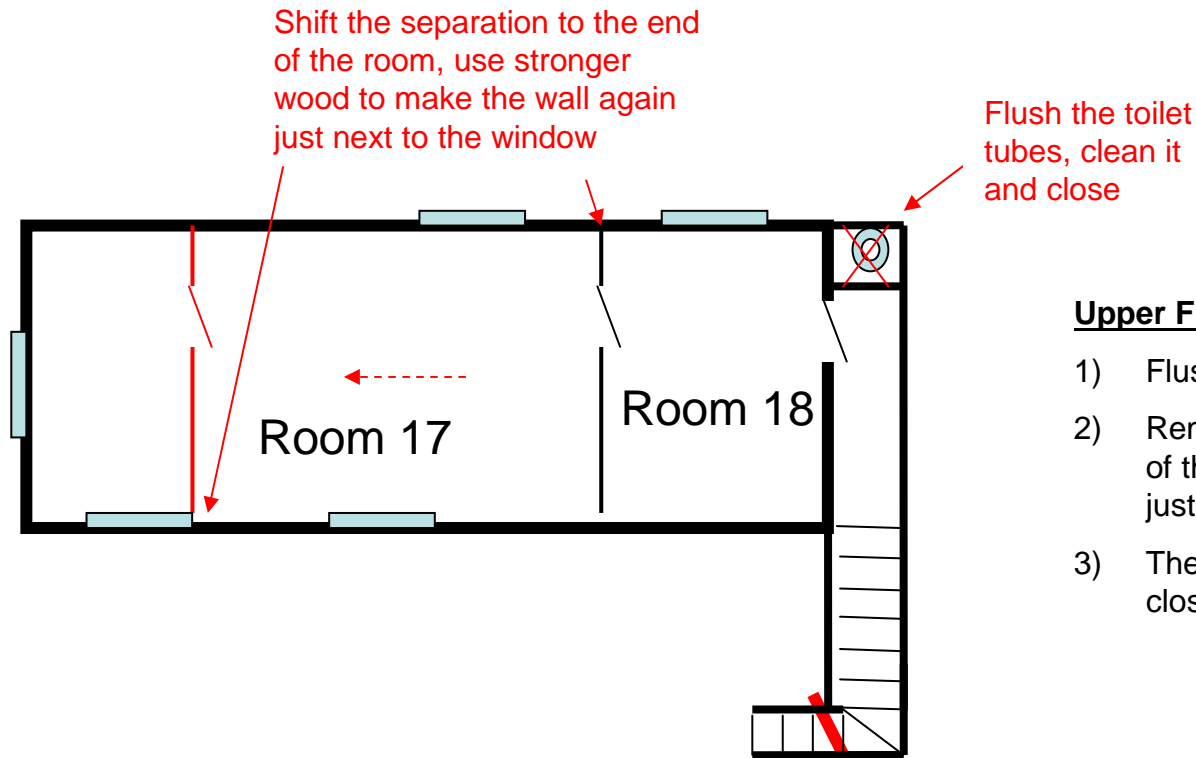 Shift the separation to the end
of the room, use stronger
wood to make the wall again
just next to the window
Flush the toilet
tubes, clean it
and close
Room 17
Room 18
Upper F
1) Flus
2) Rer
of th
just
3) The
clos